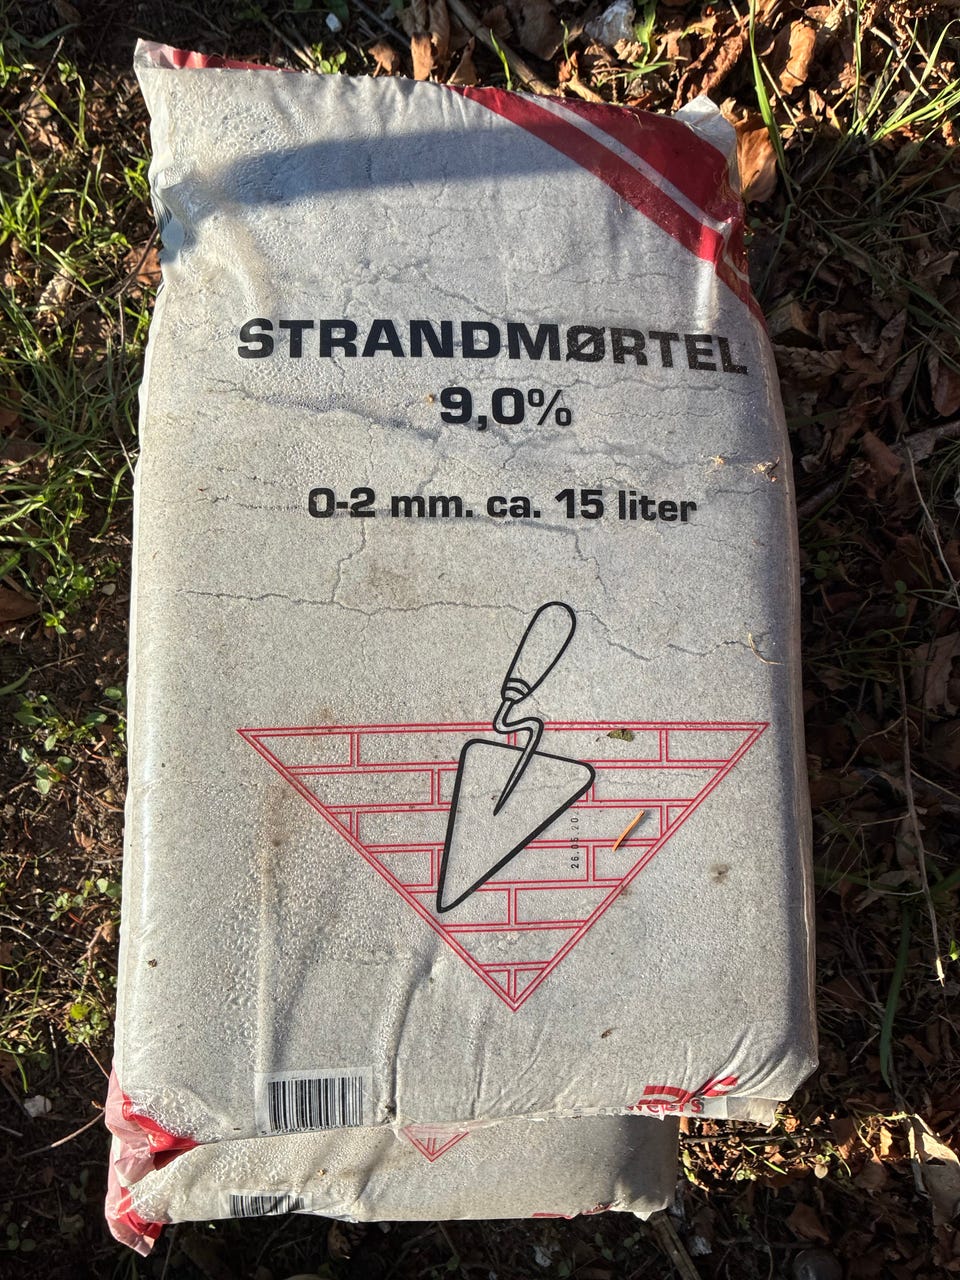 STRANDMØRTEL
9,0%
0-2 mm. ca. 15 liter